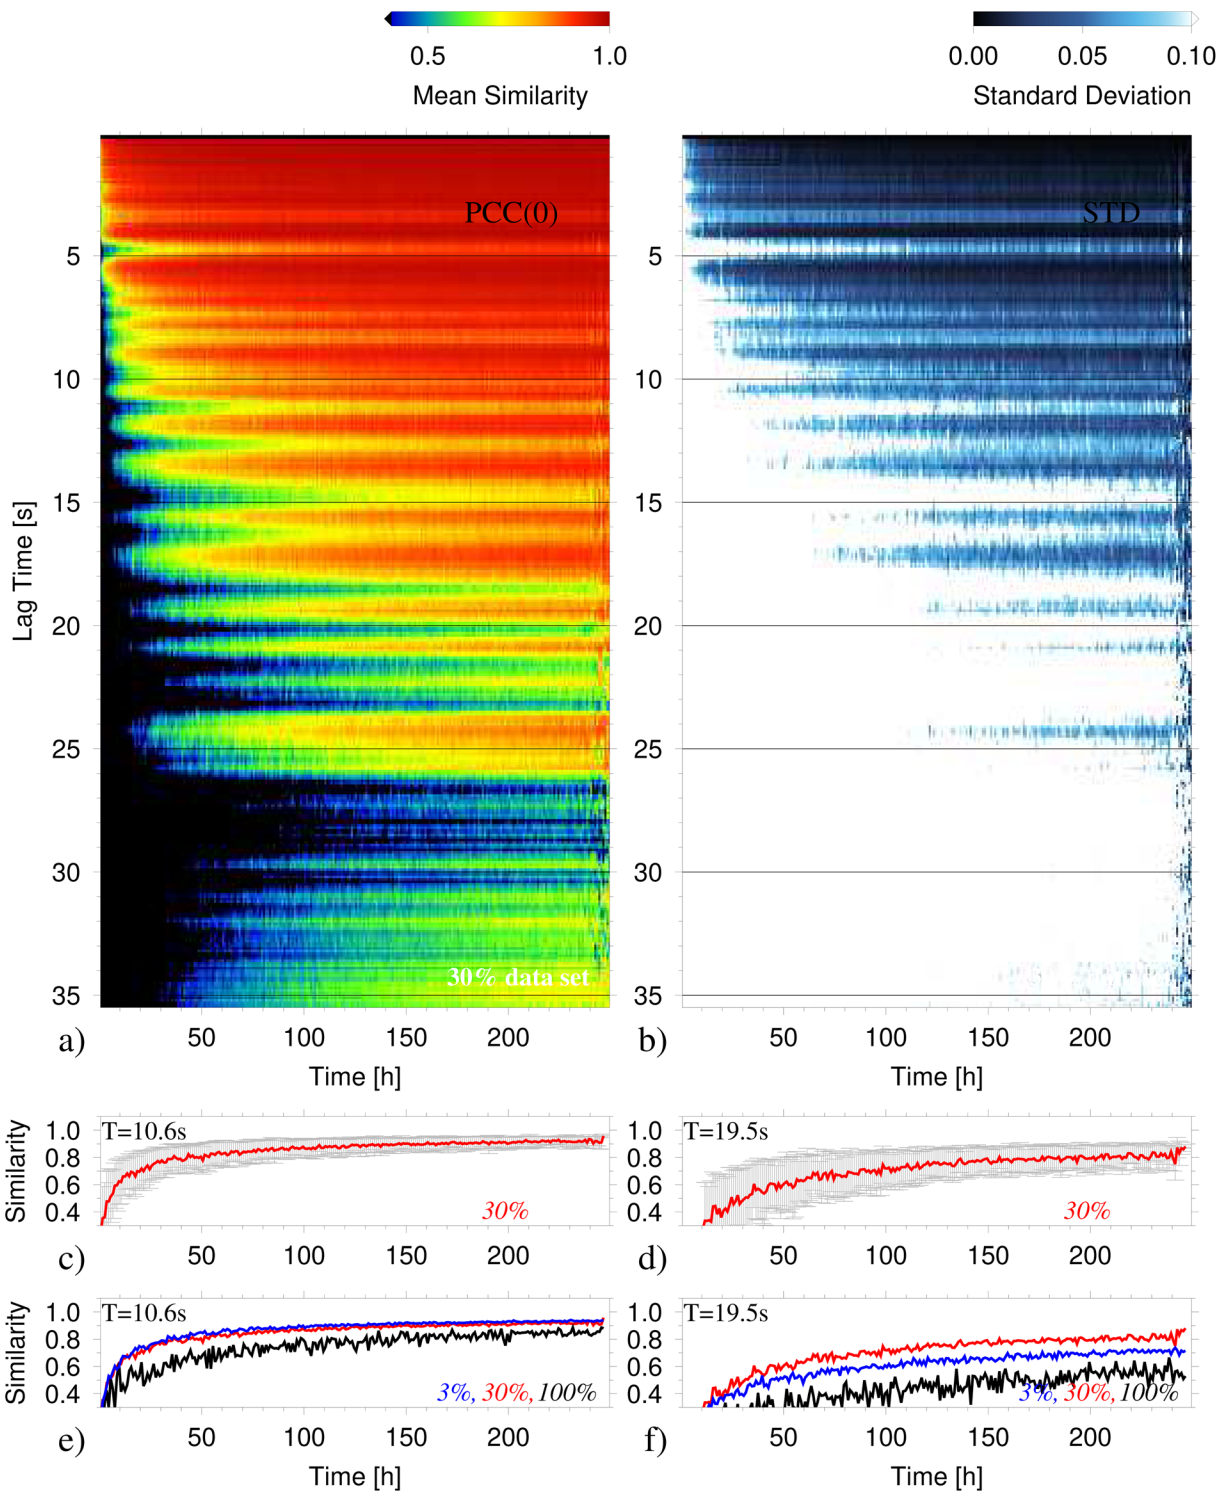 0.5 1.0
Mean Similarity
0.00 0.05 0.10
Standard Deviation
PCC(0)
STD
5
10
15
20
25
30
35
Lag Time [s]
30% data set
5
10
15
20
25
30
35
a)
50 100 150 200
Time [h]
b)
50 100 150 200
Time [h]
Similarity
1.0
0.8
0.6
0.4
T=10.6s
30%
c)
50 100 150 200
1.0
0.8
0.6
0.4
T=19.5s
30%
d)
50 100 150 200
Similarity
1.0
0.8
0.6
0.4
T=10.6s
3%, 30%, 100%
e)
50 100 150 200
Time [h]
1.0
0.8
0.6
0.4
T=19.5s
3%, 30%, 100%
f)
50 100 150 200
Time [h]